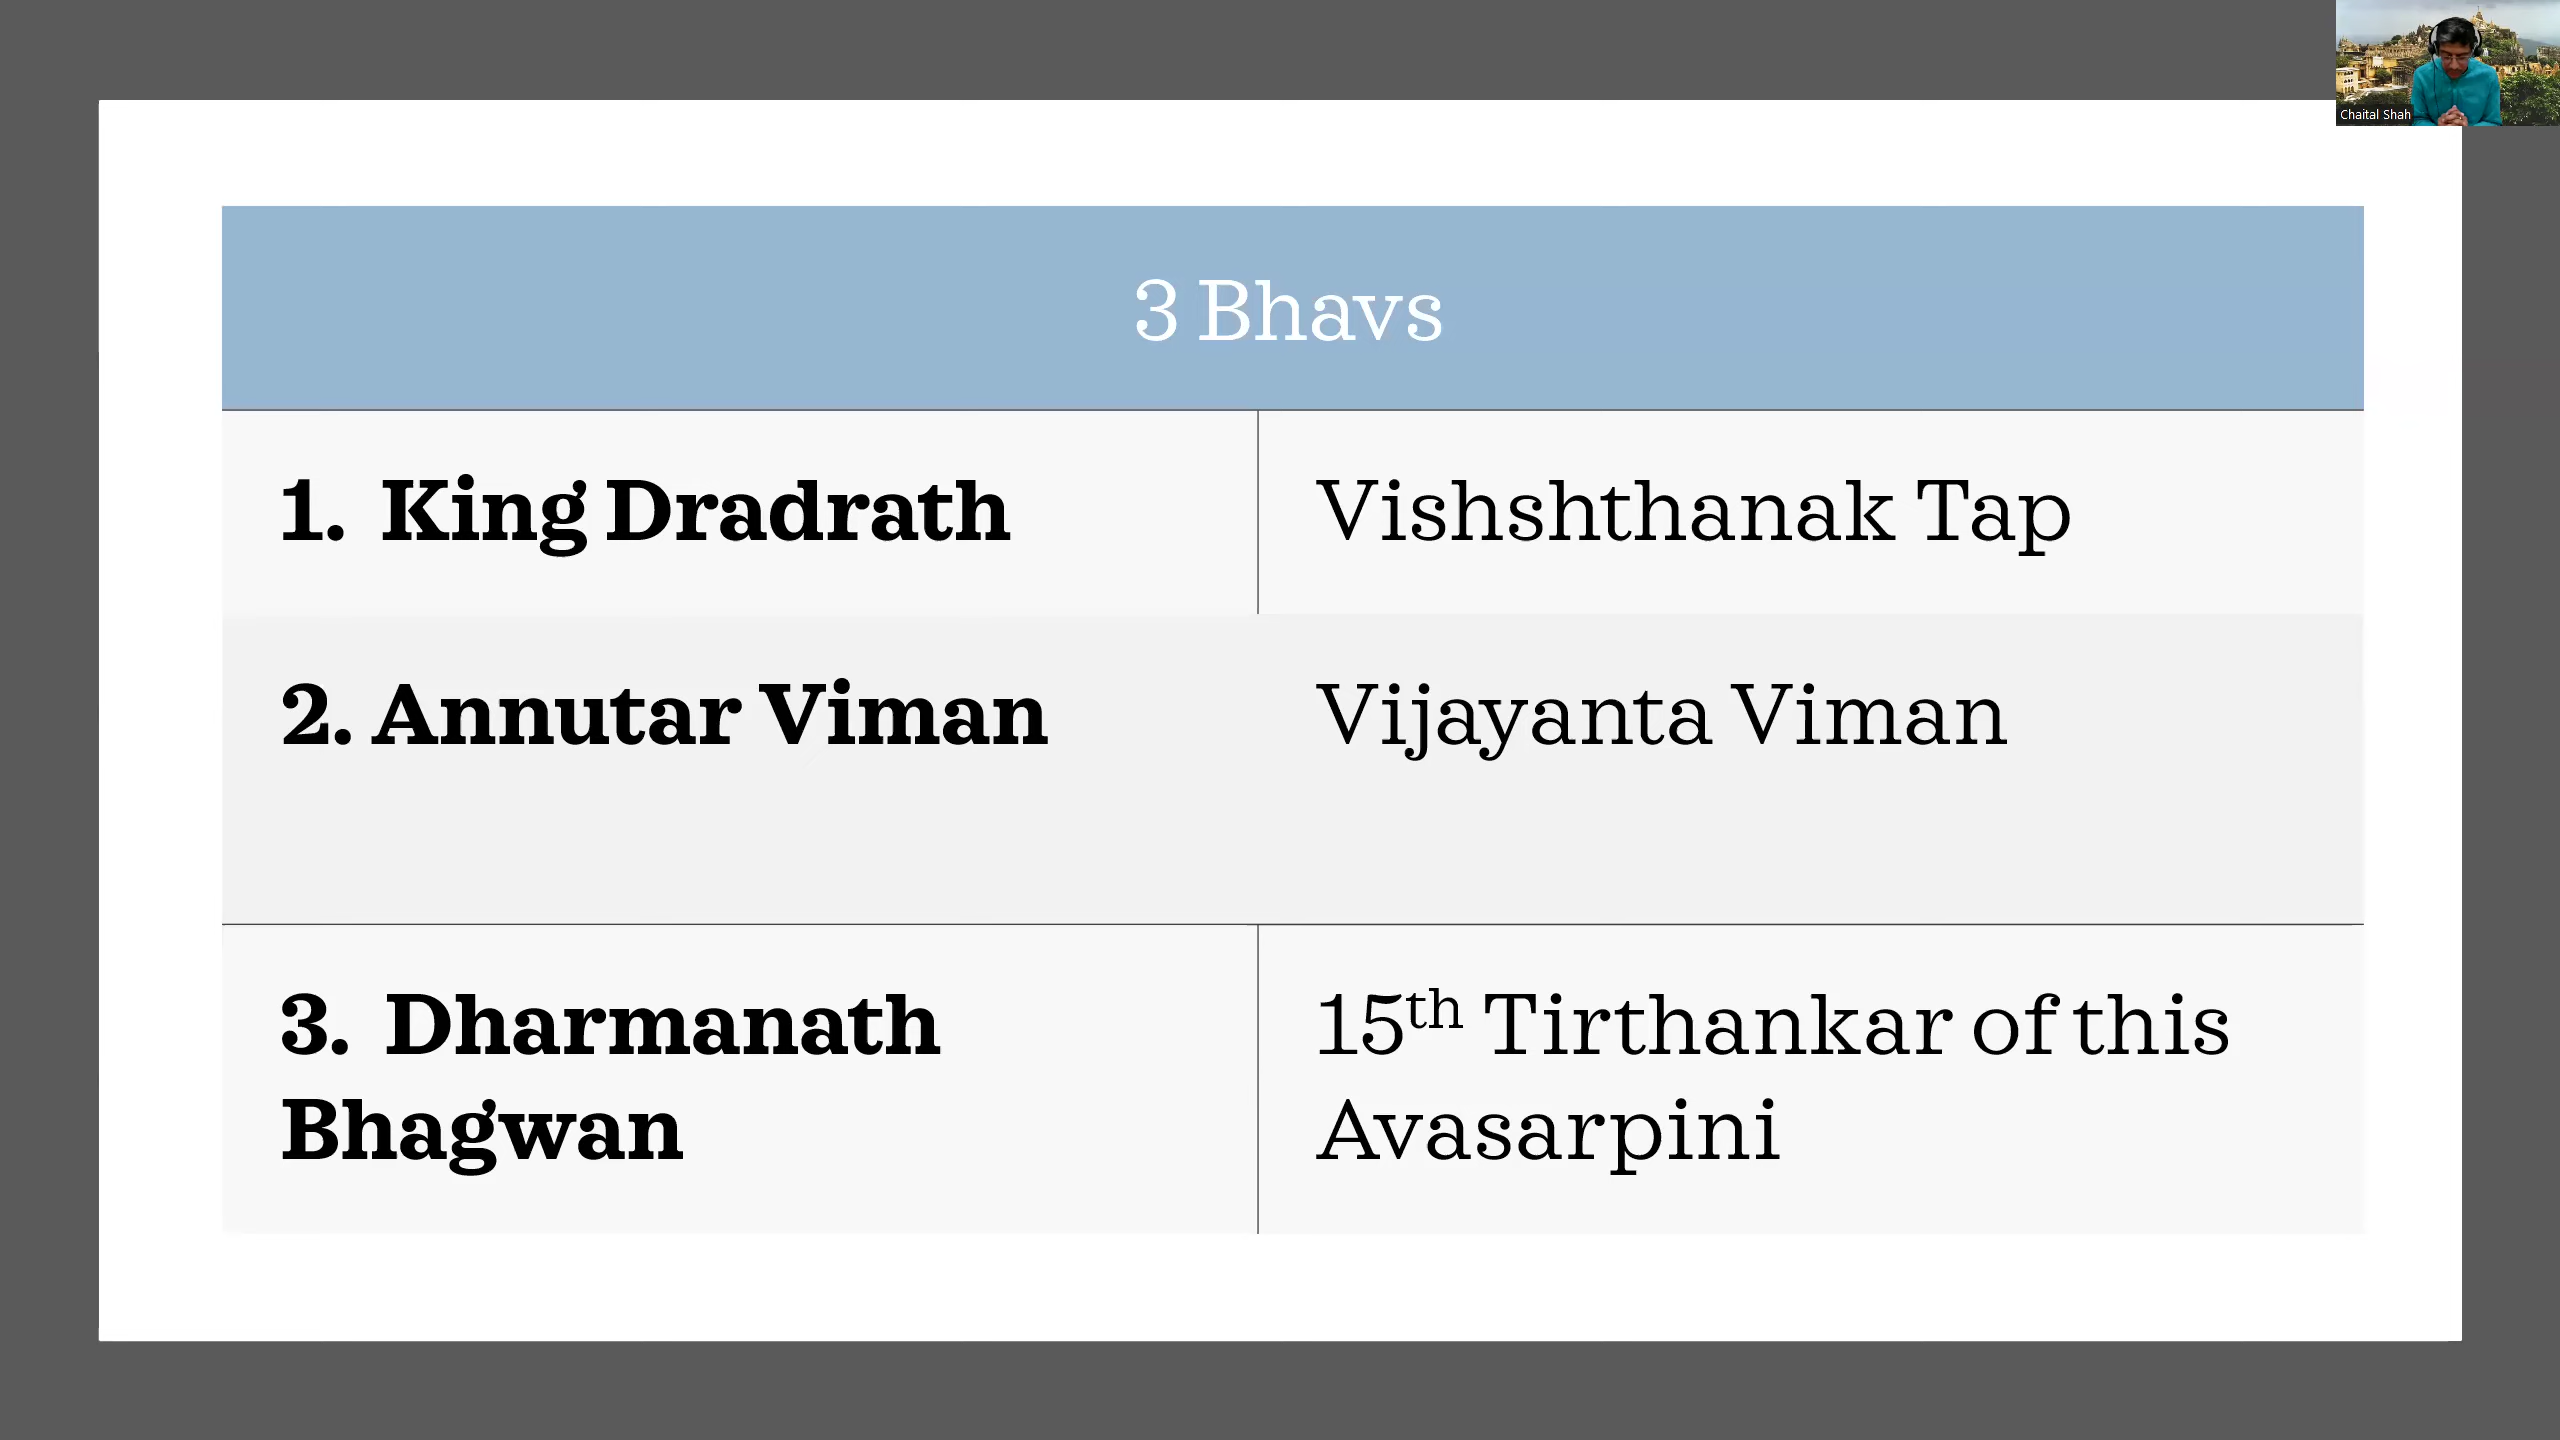 Chaital Shah
3 Bhavs
1. King Dradrath
Vishshthanak Tap
2. Annutar Viman
Vijayanta Viman
3. Dharmanath
Bhagwan
15th Tirthankar of this
Avasarpini